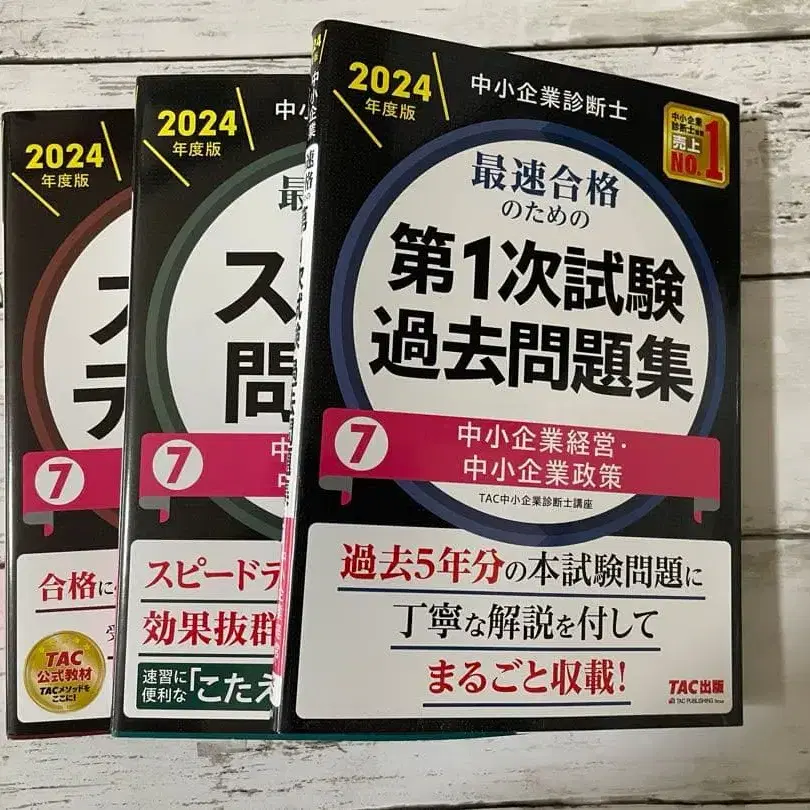 2024
年度版
中小企業診断士
中小企業
診断士
売上
NO.1
最速合格
のための
第1次試験
過去問題集
7
中小企業経営・
中小企業政策
TAC中小企業診断士講座
過去5年分の本試験問題に
丁寧な解説を付して
まるごと収載!
TAC出版
TAC PUBLISHING Group
2024
年度版
中小
最
ス
問
7
スピードテ
効果抜群
速習に
便利な「こたえ
2024
年度版
7
合格に
TAC
公式教材
TACメソッドを
ここに!